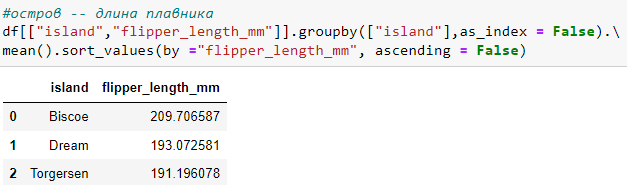 #остров -- длина плавника
df[["island","flipper_length_mm"]].groupby(["island"],as_index = False).\
mean().sort_values(by ="flipper_length_mm", ascending = False)
island flipper_length_mm
0 Biscoe 209.706587
1 Dream 193.072581
2 Torgersen 191.196078